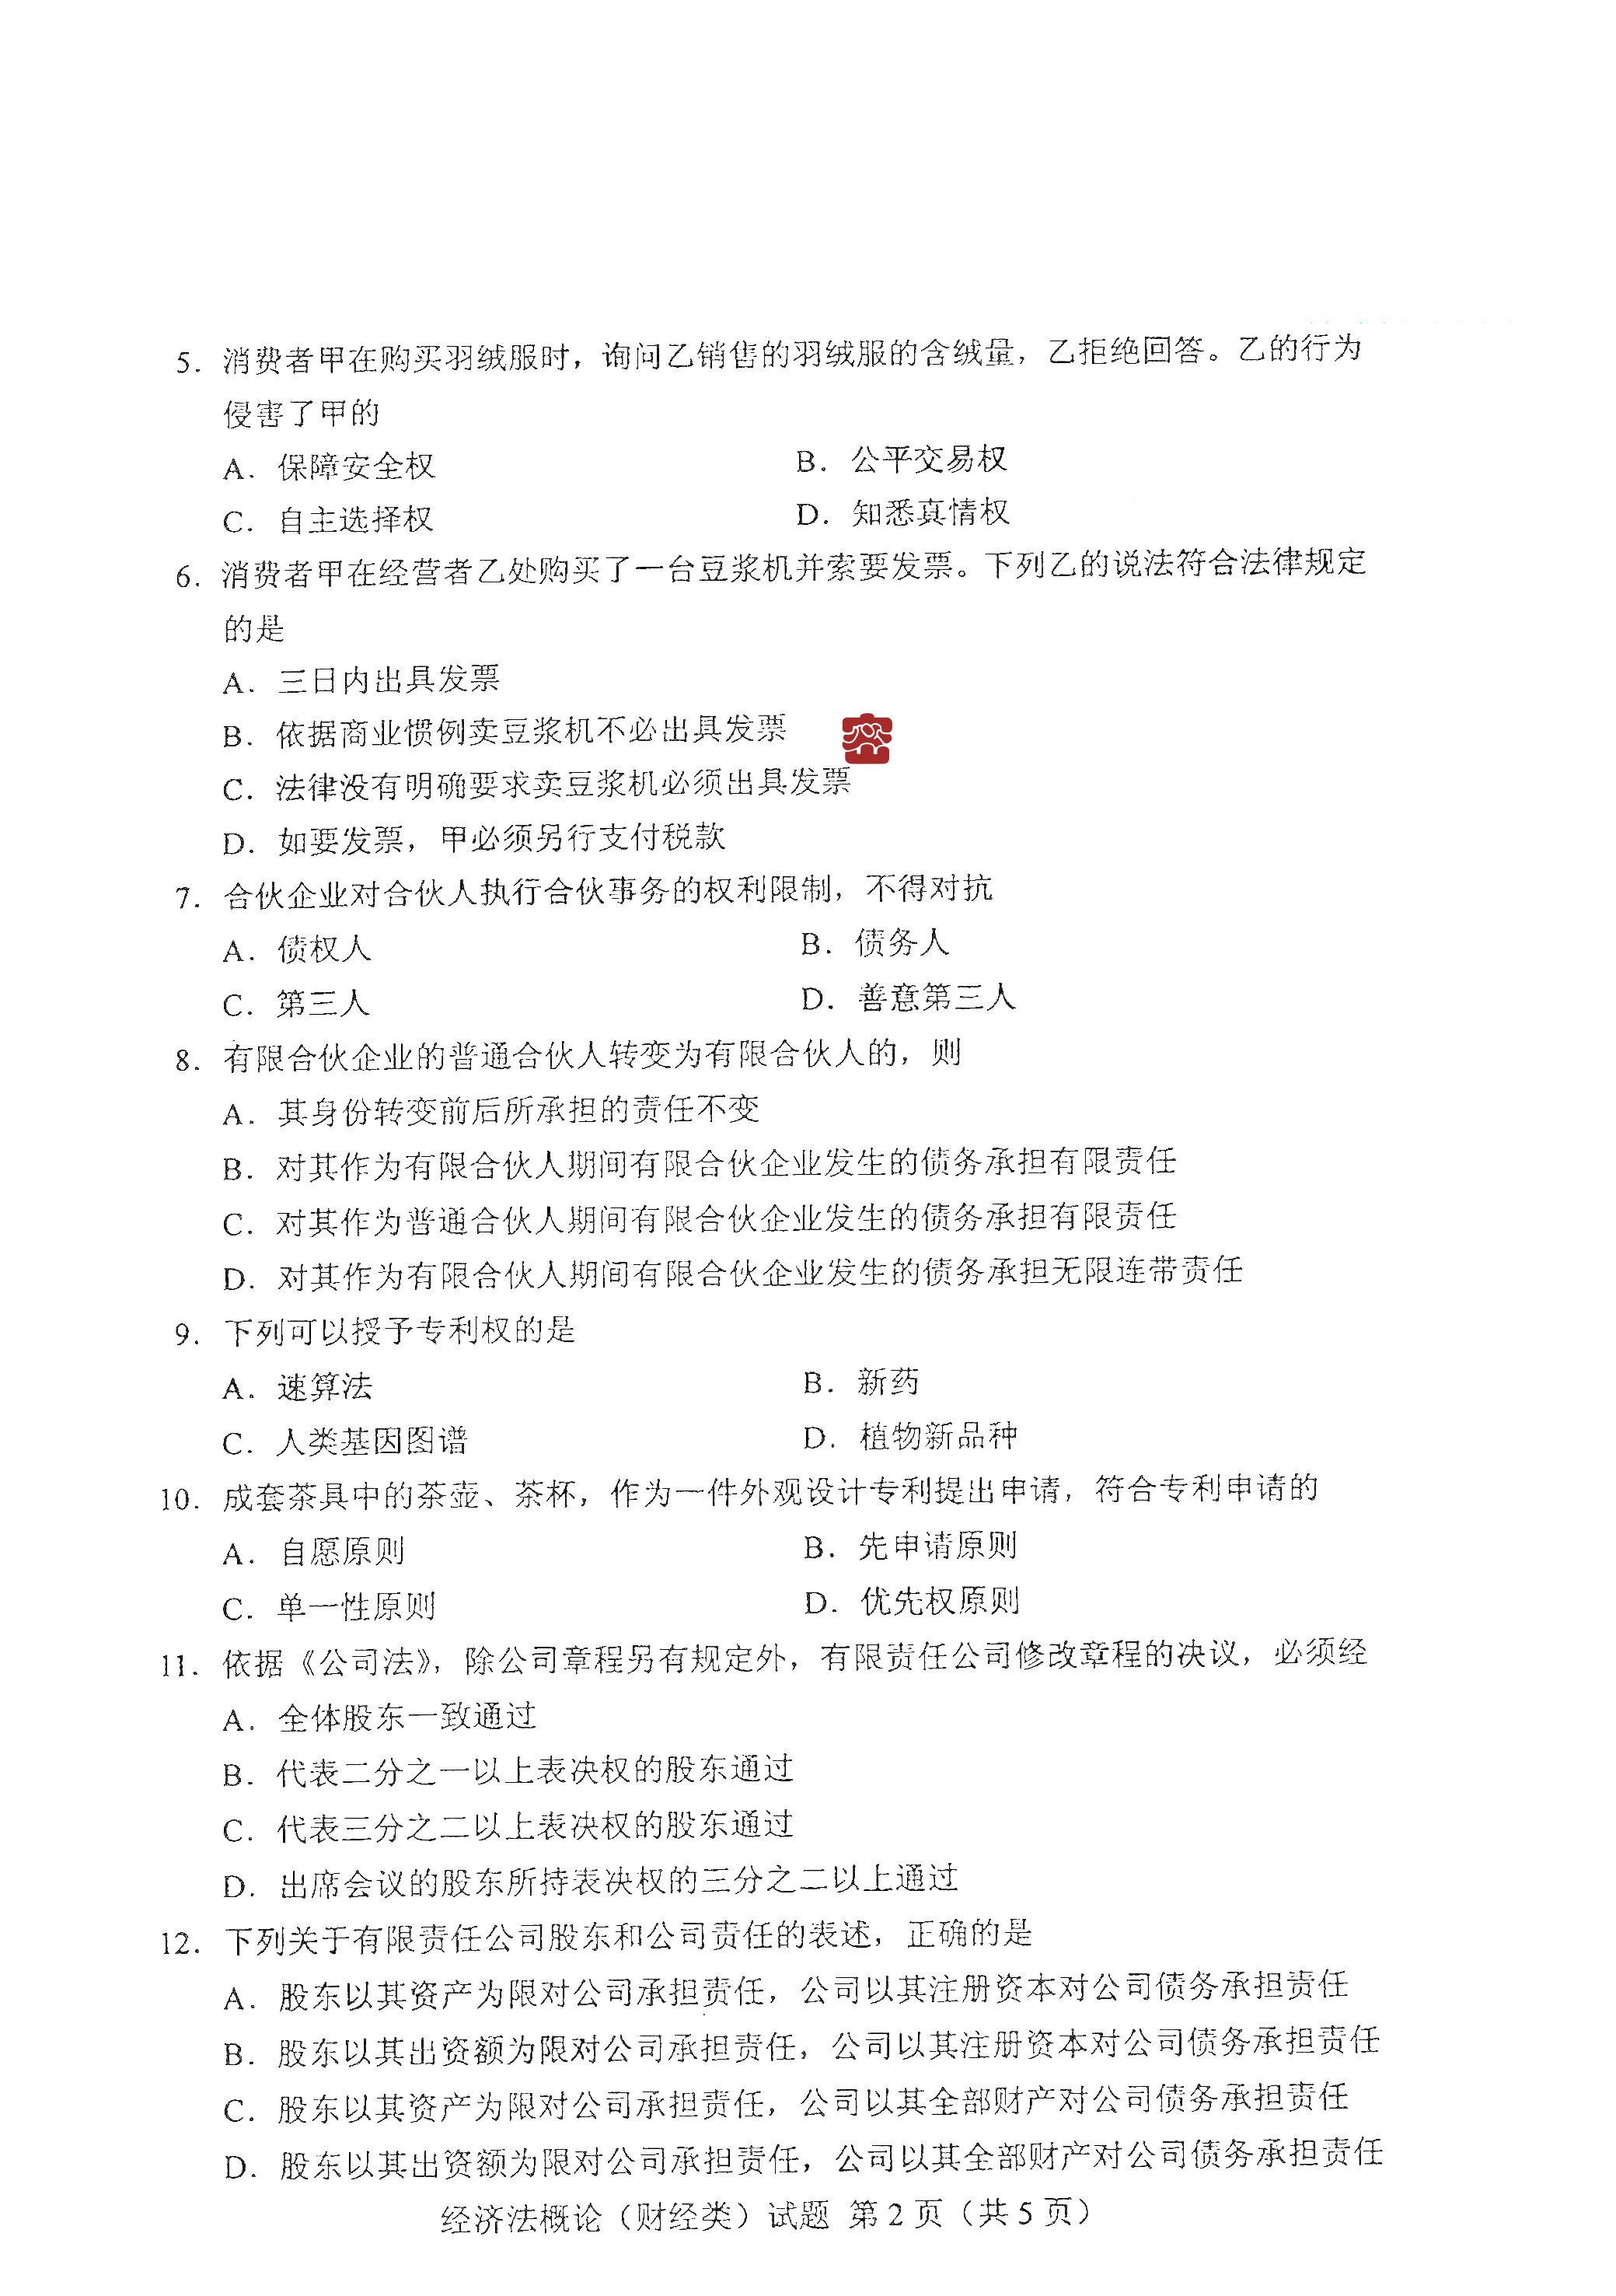 5. 消费者甲在购买羽绒服时，询问乙销售的羽绒服的含绒量，乙拒绝回答。乙的行为
侵害了甲的
A. 保障安全权 B. 公平交易权
C. 自主选择权 D. 知悉真情权
6. 消费者甲在经营者乙处购买了一台豆浆机并索要发票。下列乙的说法符合法律规定
的是
A. 三日内出具发票
B. 依据商业惯例卖豆浆机不必出具发票
C. 法律没有明确要求卖豆浆机必须出具发票
D. 如要发票，甲必须另行支付税款
7. 合伙企业对合伙人执行合伙事务的权利限制，不得对抗
A. 债权人 B. 债务人
C. 第三人 D. 善意第三人
8. 有限合伙企业的普通合伙人转变为有限合伙人的，则
A. 其身份转变前后所承担的责任不变
B. 对其作为有限合伙人期间有限合伙企业发生的债务承担有限责任
C. 对其作为普通合伙人期间有限合伙企业发生的债务承担有限责任
D. 对其作为有限合伙人期间有限合伙企业发生的债务承担无限连带责任
9. 下列可以授予专利权的是
A. 速算法 B. 新药
C. 人类基因图谱 D. 植物新品种
10. 成套茶具中的茶壶、茶杯，作为一件外观设计专利提出申请，符合专利申请的
A. 自愿原则 B. 先申请原则
C. 单一性原则 D. 优先权原则
11. 依据《公司法》，除公司章程另有规定外，有限责任公司修改章程的决议，必须经
A. 全体股东一致通过
B. 代表二分之一以上表决权的股东通过
C. 代表三分之二以上表决权的股东通过
D. 出席会议的股东所持表决权的三分之二以上通过
12. 下列关于有限责任公司股东和公司责任的表述，正确的是
A. 股东以其资产为限对公司承担责任，公司以其注册资本对公司债务承担责任
B. 股东以其出资额为限对公司承担责任，公司以其注册资本对公司债务承担责任
C. 股东以其资产为限对公司承担责任，公司以其全部财产对公司债务承担责任
D. 股东以其出资额为限对公司承担责任，公司以其全部财产对公司债务承担责任
经济法概论（财经类）试题 第 2 页（共 5 页）